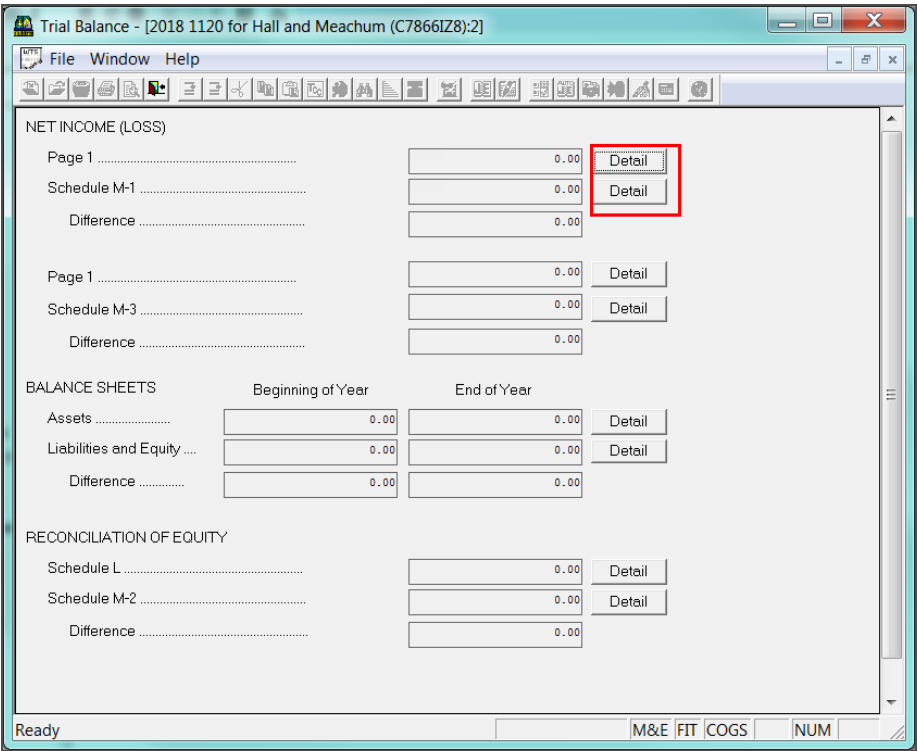 Trial Balance - [2018 1120 for Hall and Meachum (C7866IZ8):2]
File Window Help
NET INCOME (LOSS)
Page 1 ........................................................ 0.00 Detail
Schedule M-1 ............................................... 0.00 Detail
Difference ............................................... 0.00
Page 1 ........................................................ 0.00 Detail
Schedule M-3 ............................................... 0.00 Detail
Difference ............................................... 0.00
BALANCE SHEETS Beginning of Year End of Year
Assets ....................... 0.00 0.00 Detail
Liabilities and Equity .... 0.00 0.00 Detail
Difference ............. 0.00 0.00
RECONCILIATION OF EQUITY
Schedule L ................................................... 0.00 Detail
Schedule M-2 ............................................... 0.00 Detail
Difference ................................................ 0.00
Ready M&E FIT COGS NUM